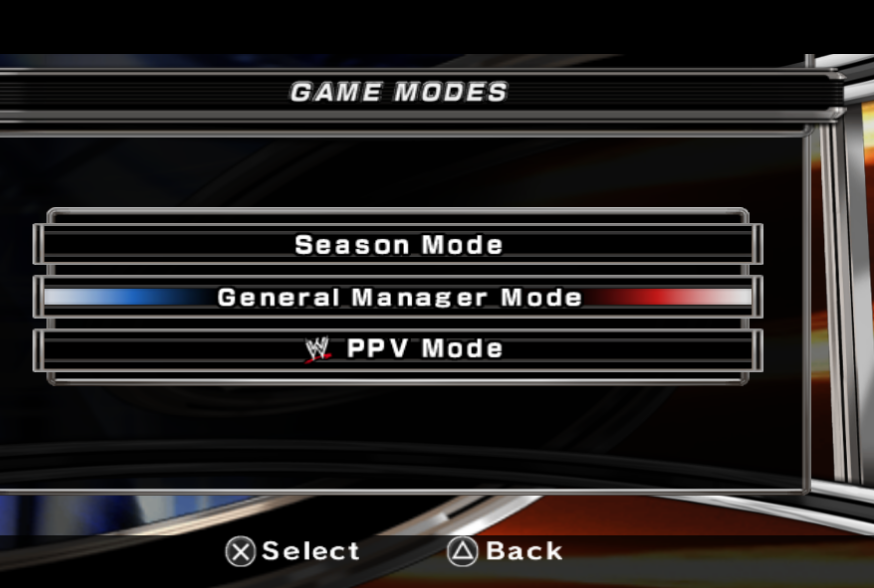 GAME MODES
Season Mode
General Manager Mode
W PPV Mode
Select Back